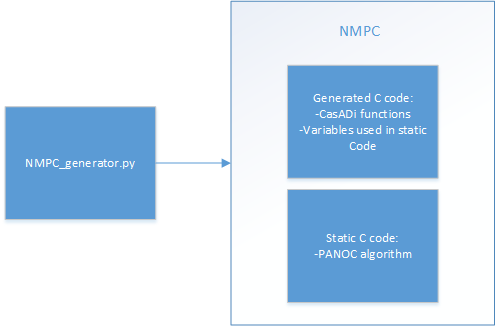 NMPC
Generated C code:
-CasADi functions
-Variables used in static
Code
NMPC_generator.py
Static C code:
-PANOC algorithm